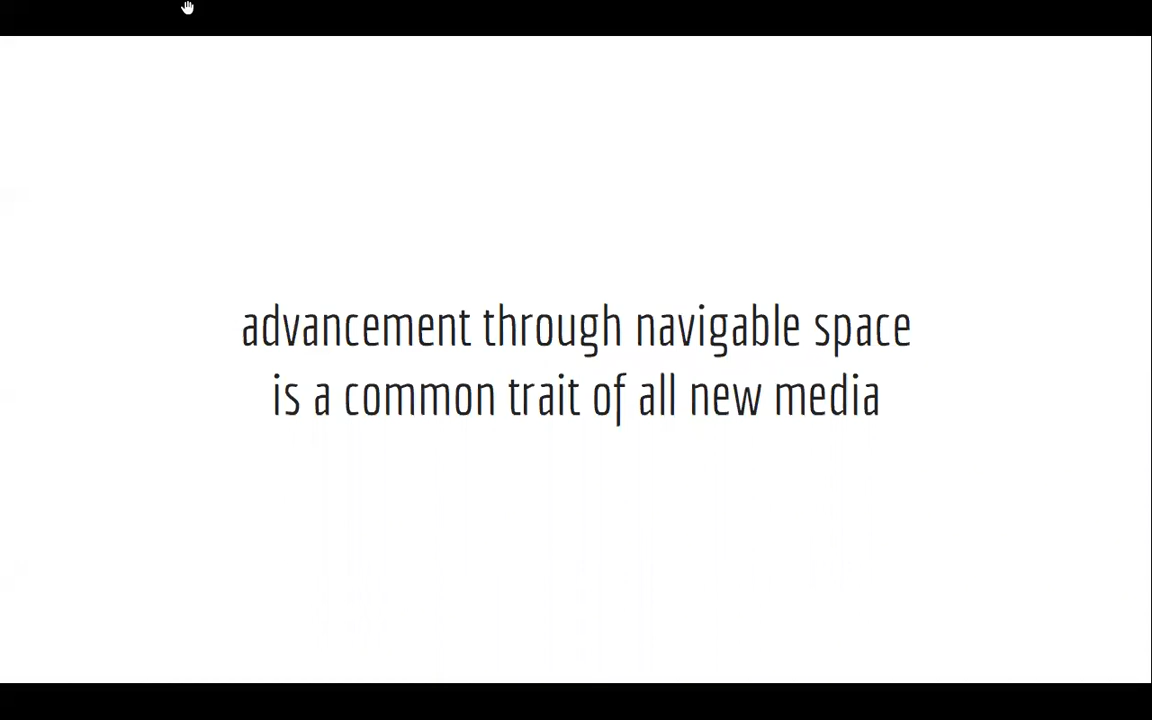 advancement through navigable space
is a common trait of all new media